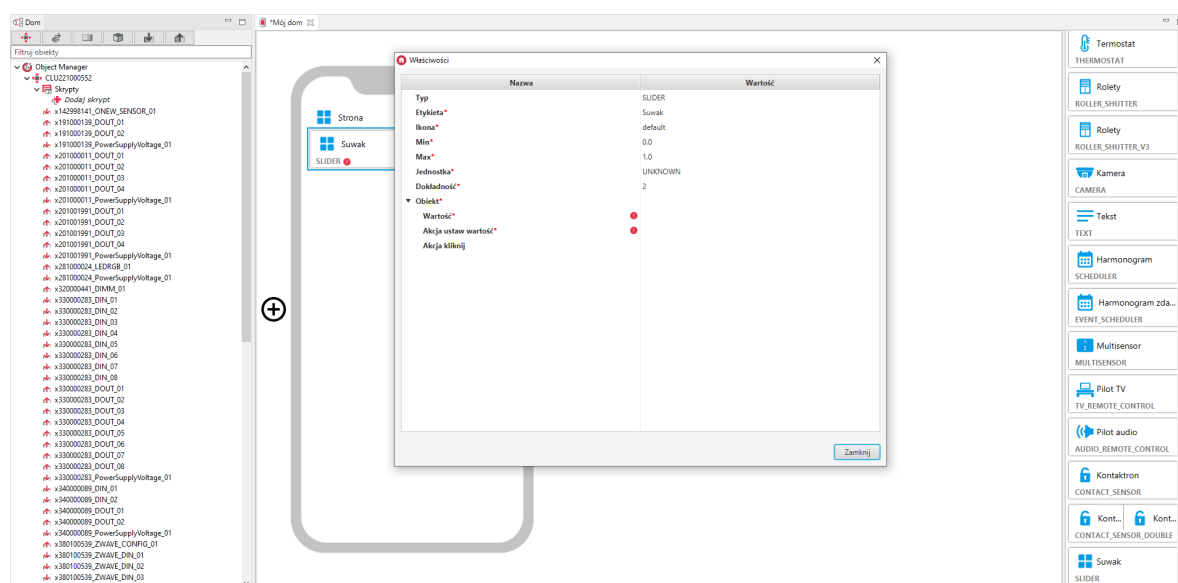 Dom
*Mój dom
Filtruj obiekty
Object Manager
CLU221000552
Skrypty
Dodaj skrypt
x142998141_ONEW_SENSOR_01
x191000139_DOUT_01
x191000139_DOUT_02
x191000139_PowerSupplyVoltage_01
x201000011_DOUT_01
x201000011_DOUT_02
x201000011_DOUT_03
x201000011_DOUT_04
x201000011_PowerSupplyVoltage_01
x201001991_DOUT_01
x201001991_DOUT_02
x201001991_DOUT_03
x201001991_DOUT_04
x201001991_PowerSupplyVoltage_01
x281000024_LEDRGB_01
x281000024_PowerSupplyVoltage_01
x320000441_DIMM_01
x330000283_DIN_01
x330000283_DIN_02
x330000283_DIN_03
x330000283_DIN_04
x330000283_DIN_05
x330000283_DIN_06
x330000283_DIN_07
x330000283_DIN_08
x330000283_DOUT_01
x330000283_DOUT_02
x330000283_DOUT_03
x330000283_DOUT_04
x330000283_DOUT_05
x330000283_DOUT_06
x330000283_DOUT_07
x330000283_DOUT_08
x330000283_PowerSupplyVoltage_01
x340000089_DIN_01
x340000089_DIN_02
x340000089_DOUT_01
x340000089_DOUT_02
x340000089_PowerSupplyVoltage_01
x380100539_ZWAVE_CONFIG_01
x380100539_ZWAVE_DIN_01
x380100539_ZWAVE_DIN_02
x380100539_ZWAVE_DIN_03
Strona
Suwak
SLIDER
Właściwości
Nazwa Wartość
Typ SLIDER
Etykieta* Suwak
Ikona* default
Min* 0.0
Max* 1.0
Jednostka* UNKNOWN
Dokładność* 2
Obiekt*
Wartość*
Akcja ustaw wartość*
Akcja kliknij
Zamknij
Termostat
THERMOSTAT
Rolety
ROLLER_SHUTTER
Rolety
ROLLER_SHUTTER_V3
Kamera
CAMERA
Tekst
TEXT
Harmonogram
SCHEDULER
Harmonogram zda...
EVENT_SCHEDULER
Multisensor
MULTISENSOR
Pilot TV
TV_REMOTE_CONTROL
Pilot audio
AUDIO_REMOTE_CONTROL
Kontaktron
CONTACT_SENSOR
Kont... Kont...
CONTACT_SENSOR_DOUBLE
Suwak
SLIDER